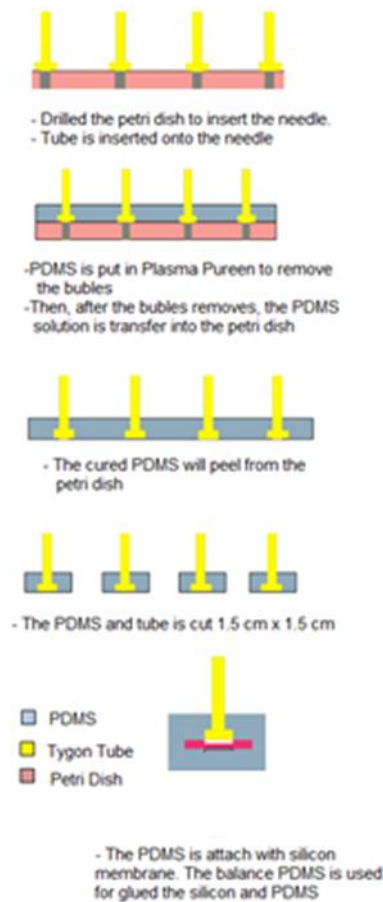 - Drilled the petri dish to insert the needle.
- Tube is inserted onto the needle
-PDMS is put in Plasma Pureen to remove
the bubles
-Then, after the bubles removes, the PDMS
solution is transfer into the petri dish
- The cured PDMS will peel from the
petri dish
- The PDMS and tube is cut 1.5 cm x 1.5 cm
PDMS
Tygon Tube
Petri Dish
- The PDMS is attach with silicon
membrane. The balance PDMS is used
for glued the silicon and PDMS